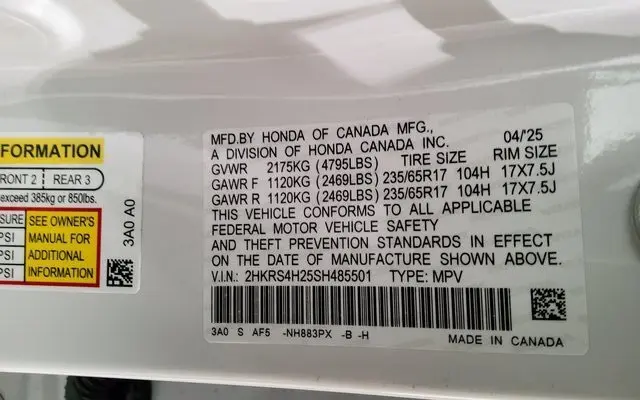 FORMATION
RONT 2 REAR 3
exceed 385kg or 850lbs.
SURE SEE OWNER'S
PSI MANUAL FOR
PSI ADDITIONAL
PSI INFORMATION
3A0 A0
MFD.BY HONDA OF CANADA MFG., 04/25
A DIVISION OF HONDA CANADA INC.
GVWR 2175KG (4795LBS) TIRE SIZE RIM SIZE
GAWR F 1120KG (2469LBS) 235/65R17 104H 17X7.5J
GAWR R 1120KG (2469LBS) 235/65R17 104H 17X7.5J
THIS VEHICLE CONFORMS TO ALL APPLICABLE
FEDERAL MOTOR VEHICLE SAFETY
AND THEFT PREVENTION STANDARDS IN EFFECT
ON THE DATE OF MANUFACTURE SHOWN ABOVE.
V.I.N.: 2HKRS4H25SH485501 TYPE: MPV
3A0 S AF5 -NH883PX -B -H
MADE IN CANADA